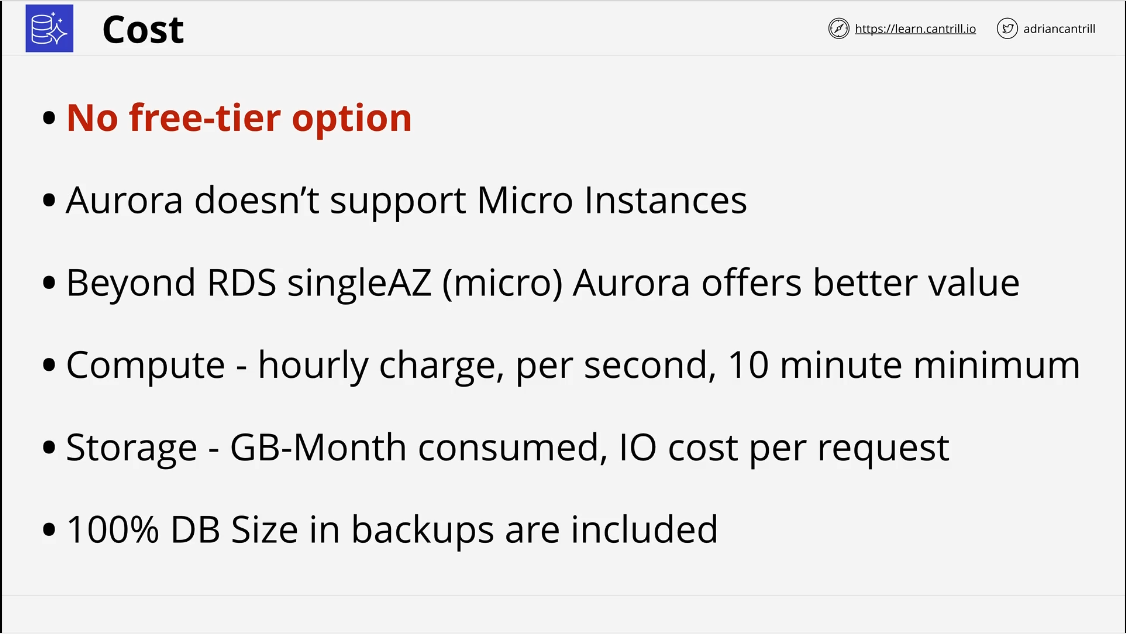 Cost
https://learn.cantrill.io
adriancantrill
• No free-tier option
• Aurora doesn’t support Micro Instances
• Beyond RDS singleAZ (micro) Aurora offers better value
• Compute - hourly charge, per second, 10 minute minimum
• Storage - GB-Month consumed, IO cost per request
• 100% DB Size in backups are included